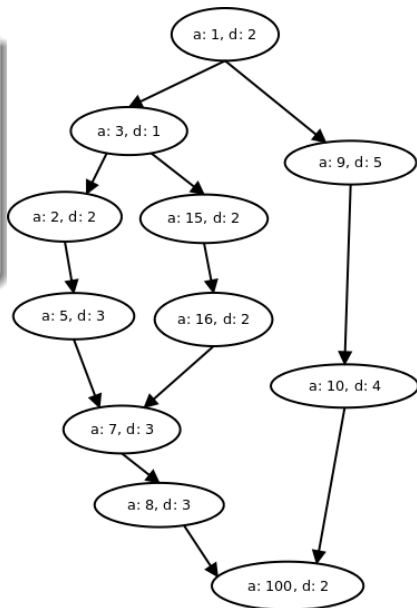 a: 1, d: 2
a: 3, d: 1
a: 9, d: 5
a: 2, d: 2
a: 15, d: 2
a: 5, d: 3
a: 16, d: 2
a: 10, d: 4
a: 7, d: 3
a: 8, d: 3
a: 100, d: 2